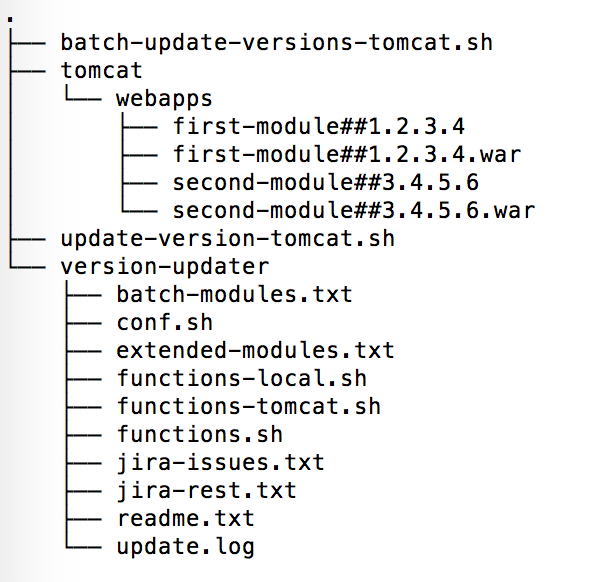 .
├── batch-update-versions-tomcat.sh
├── tomcat
│   └── webapps
│       ├── first-module##1.2.3.4
│       ├── first-module##1.2.3.4.war
│       ├── second-module##3.4.5.6
│       └── second-module##3.4.5.6.war
├── update-version-tomcat.sh
└── version-updater
    ├── batch-modules.txt
    ├── conf.sh
    ├── extended-modules.txt
    ├── functions-local.sh
    ├── functions-tomcat.sh
    ├── functions.sh
    ├── jira-issues.txt
    ├── jira-rest.txt
    ├── readme.txt
    └── update.log